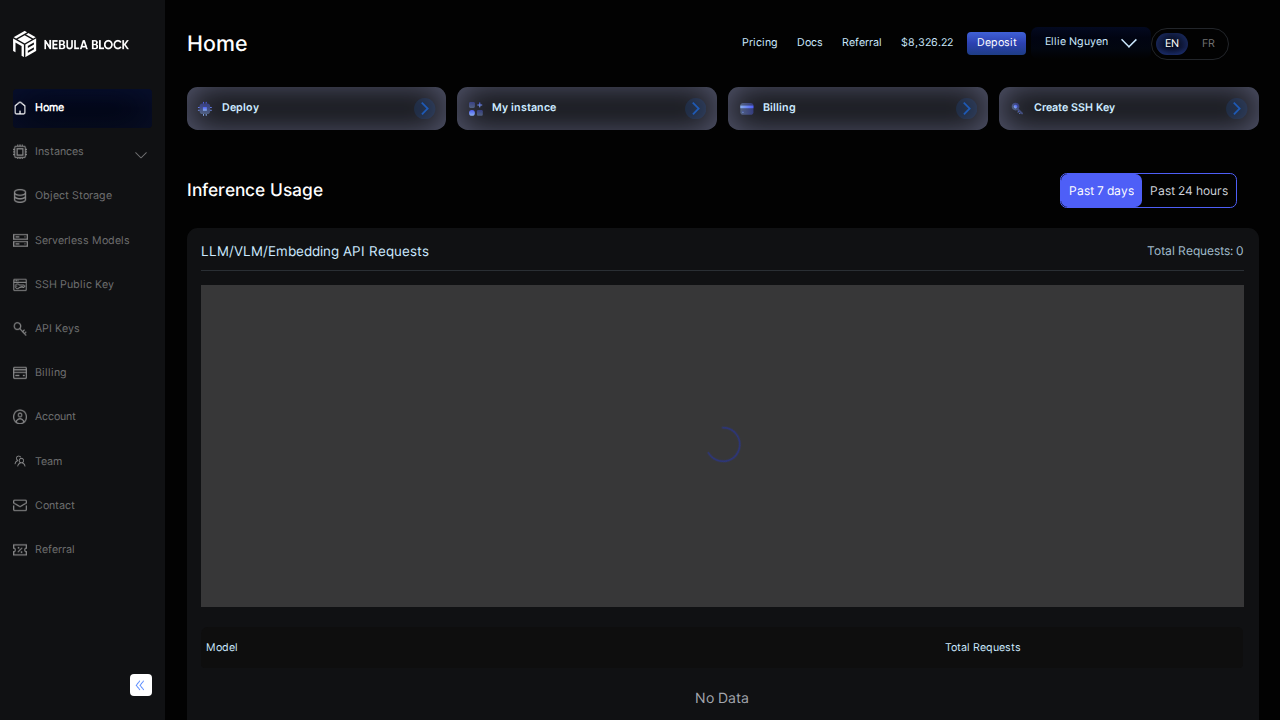 NEBULA BLOCK
Home
Instances
Object Storage
Serverless Models
SSH Public Key
API Keys
Billing
Account
Team
Contact
Referral
Home
Pricing
Docs
Referral
$8,326.22
Deposit
Ellie Nguyen
EN
FR
Deploy
My instance
Billing
Create SSH Key
Inference Usage
Past 7 days
Past 24 hours
LLM/VLM/Embedding API Requests
Total Requests: 0
Model
Total Requests
No Data